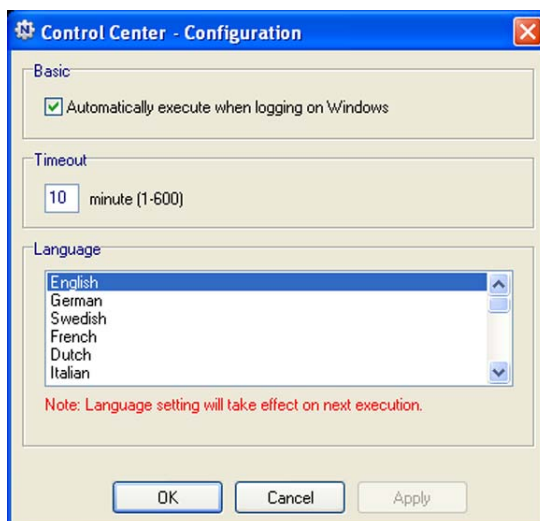 Control Center - Configuration
Basic
Automatically execute when logging on Windows
Timeout
10 minute (1-600)
Language
English
German
Swedish
French
Dutch
Italian
Note: Language setting will take effect on next execution.
OK Cancel Apply